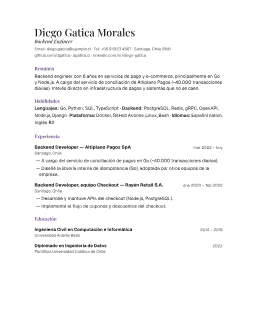 Diego Gatica Morales
Backend Engineer
Santiago, Chile
Resumen
Backend engineer con 6 años en servicios de pago y e-commerce, principalmente en Go
y Node.js. A cargo del servicio de conciliación de Altiplano Pagos (~40.000 transacciones
diarias). Interés directo en infraestructura de pagos y sistemas que no se caen.
Habilidades
Lenguajes: Go, Python, SQL, TypeScript · Backend: PostgreSQL, Redis, gRPC, OpenAPI,
Node.js, Django · Plataforma: Docker, GitHub Actions, Linux, Bash · Idiomas: Español nativo,
Inglés B2
Experiencia
Backend Developer — Altiplano Pagos SpA
mar 2022 – hoy
Santiago, Chile
— A cargo del servicio de conciliación de pagos en Go (~40.000 transacciones diarias).
— Diseñé la librería interna de idempotencia (Go), adoptada por otros equipos de la
empresa.
Backend Developer, equipo Checkout — Rayén Retail S.A.
ene 2020 – feb 2022
Santiago, Chile
— Desarrollé y mantuve APIs del checkout (Node.js, PostgreSQL).
— Implementé el flujo de cupones y descuentos del checkout.
Educación
Ingeniería Civil en Computación e Informática
2014 – 2019
Universidad Andrés Bello
Diplomado en Ingeniería de Datos
2022
Pontificia Universidad Católica de Chile